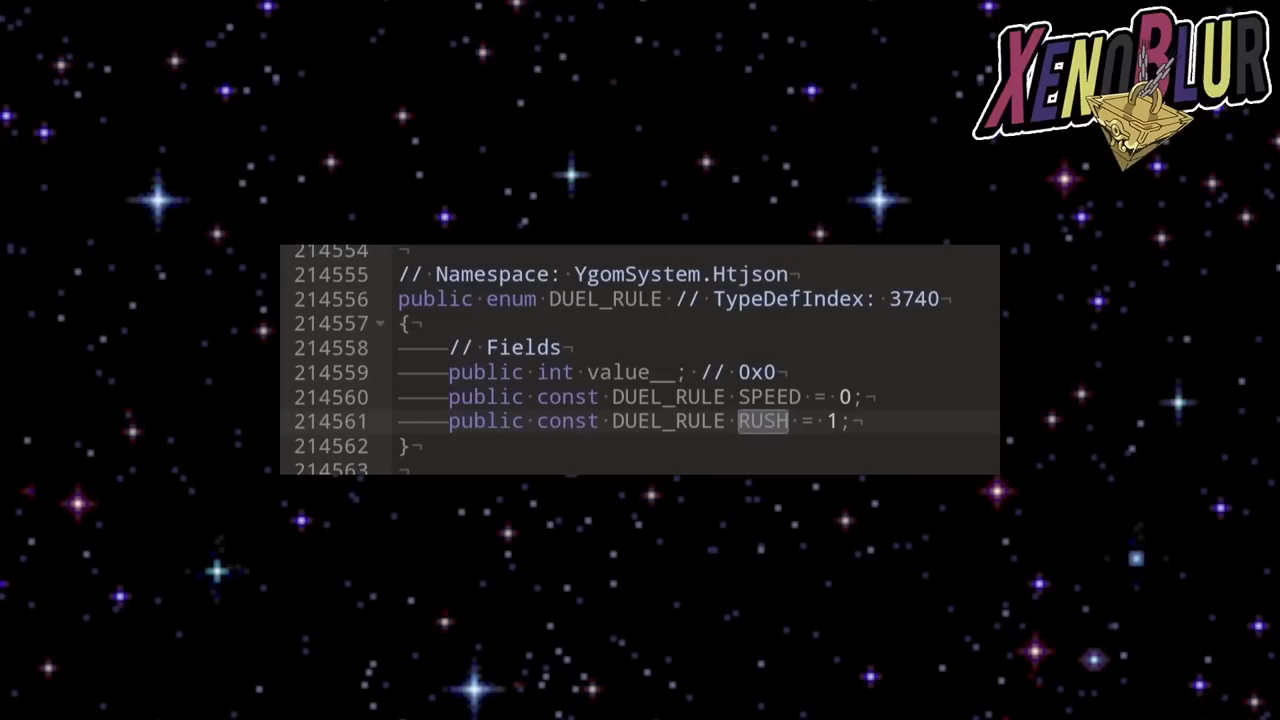 XENOBLUR
214554 ¬
214555 // Namespace: YgomSystem.Htjson¬
214556 public enum DUEL_RULE // TypeDefIndex: 3740¬
214557 {¬
214558 // Fields¬
214559 public int value__; // 0x0¬
214560 public const DUEL_RULE SPEED = 0;¬
214561 public const DUEL_RULE RUSH = 1;¬
214562 }¬
214563 ¬